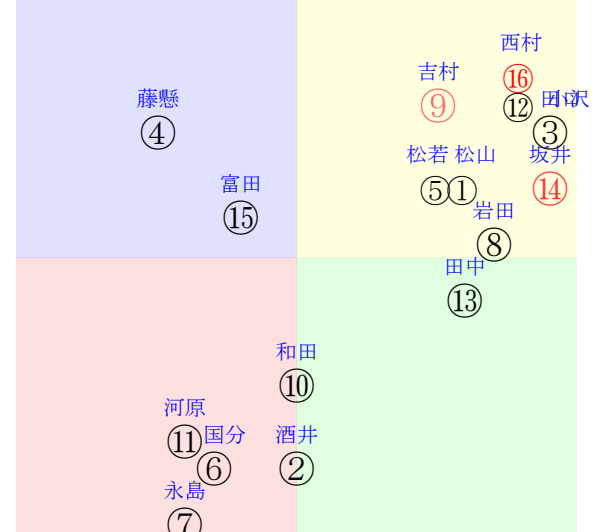 西村
⑯
吉村
⑨
⑫
③
藤懸
④
松若 松山
⑤①
坂井
⑭
富田
⑮
岩田
⑧
田中
⑬
和田
⑩
河原
⑪
国分
⑥
酒井
②
永島
⑦